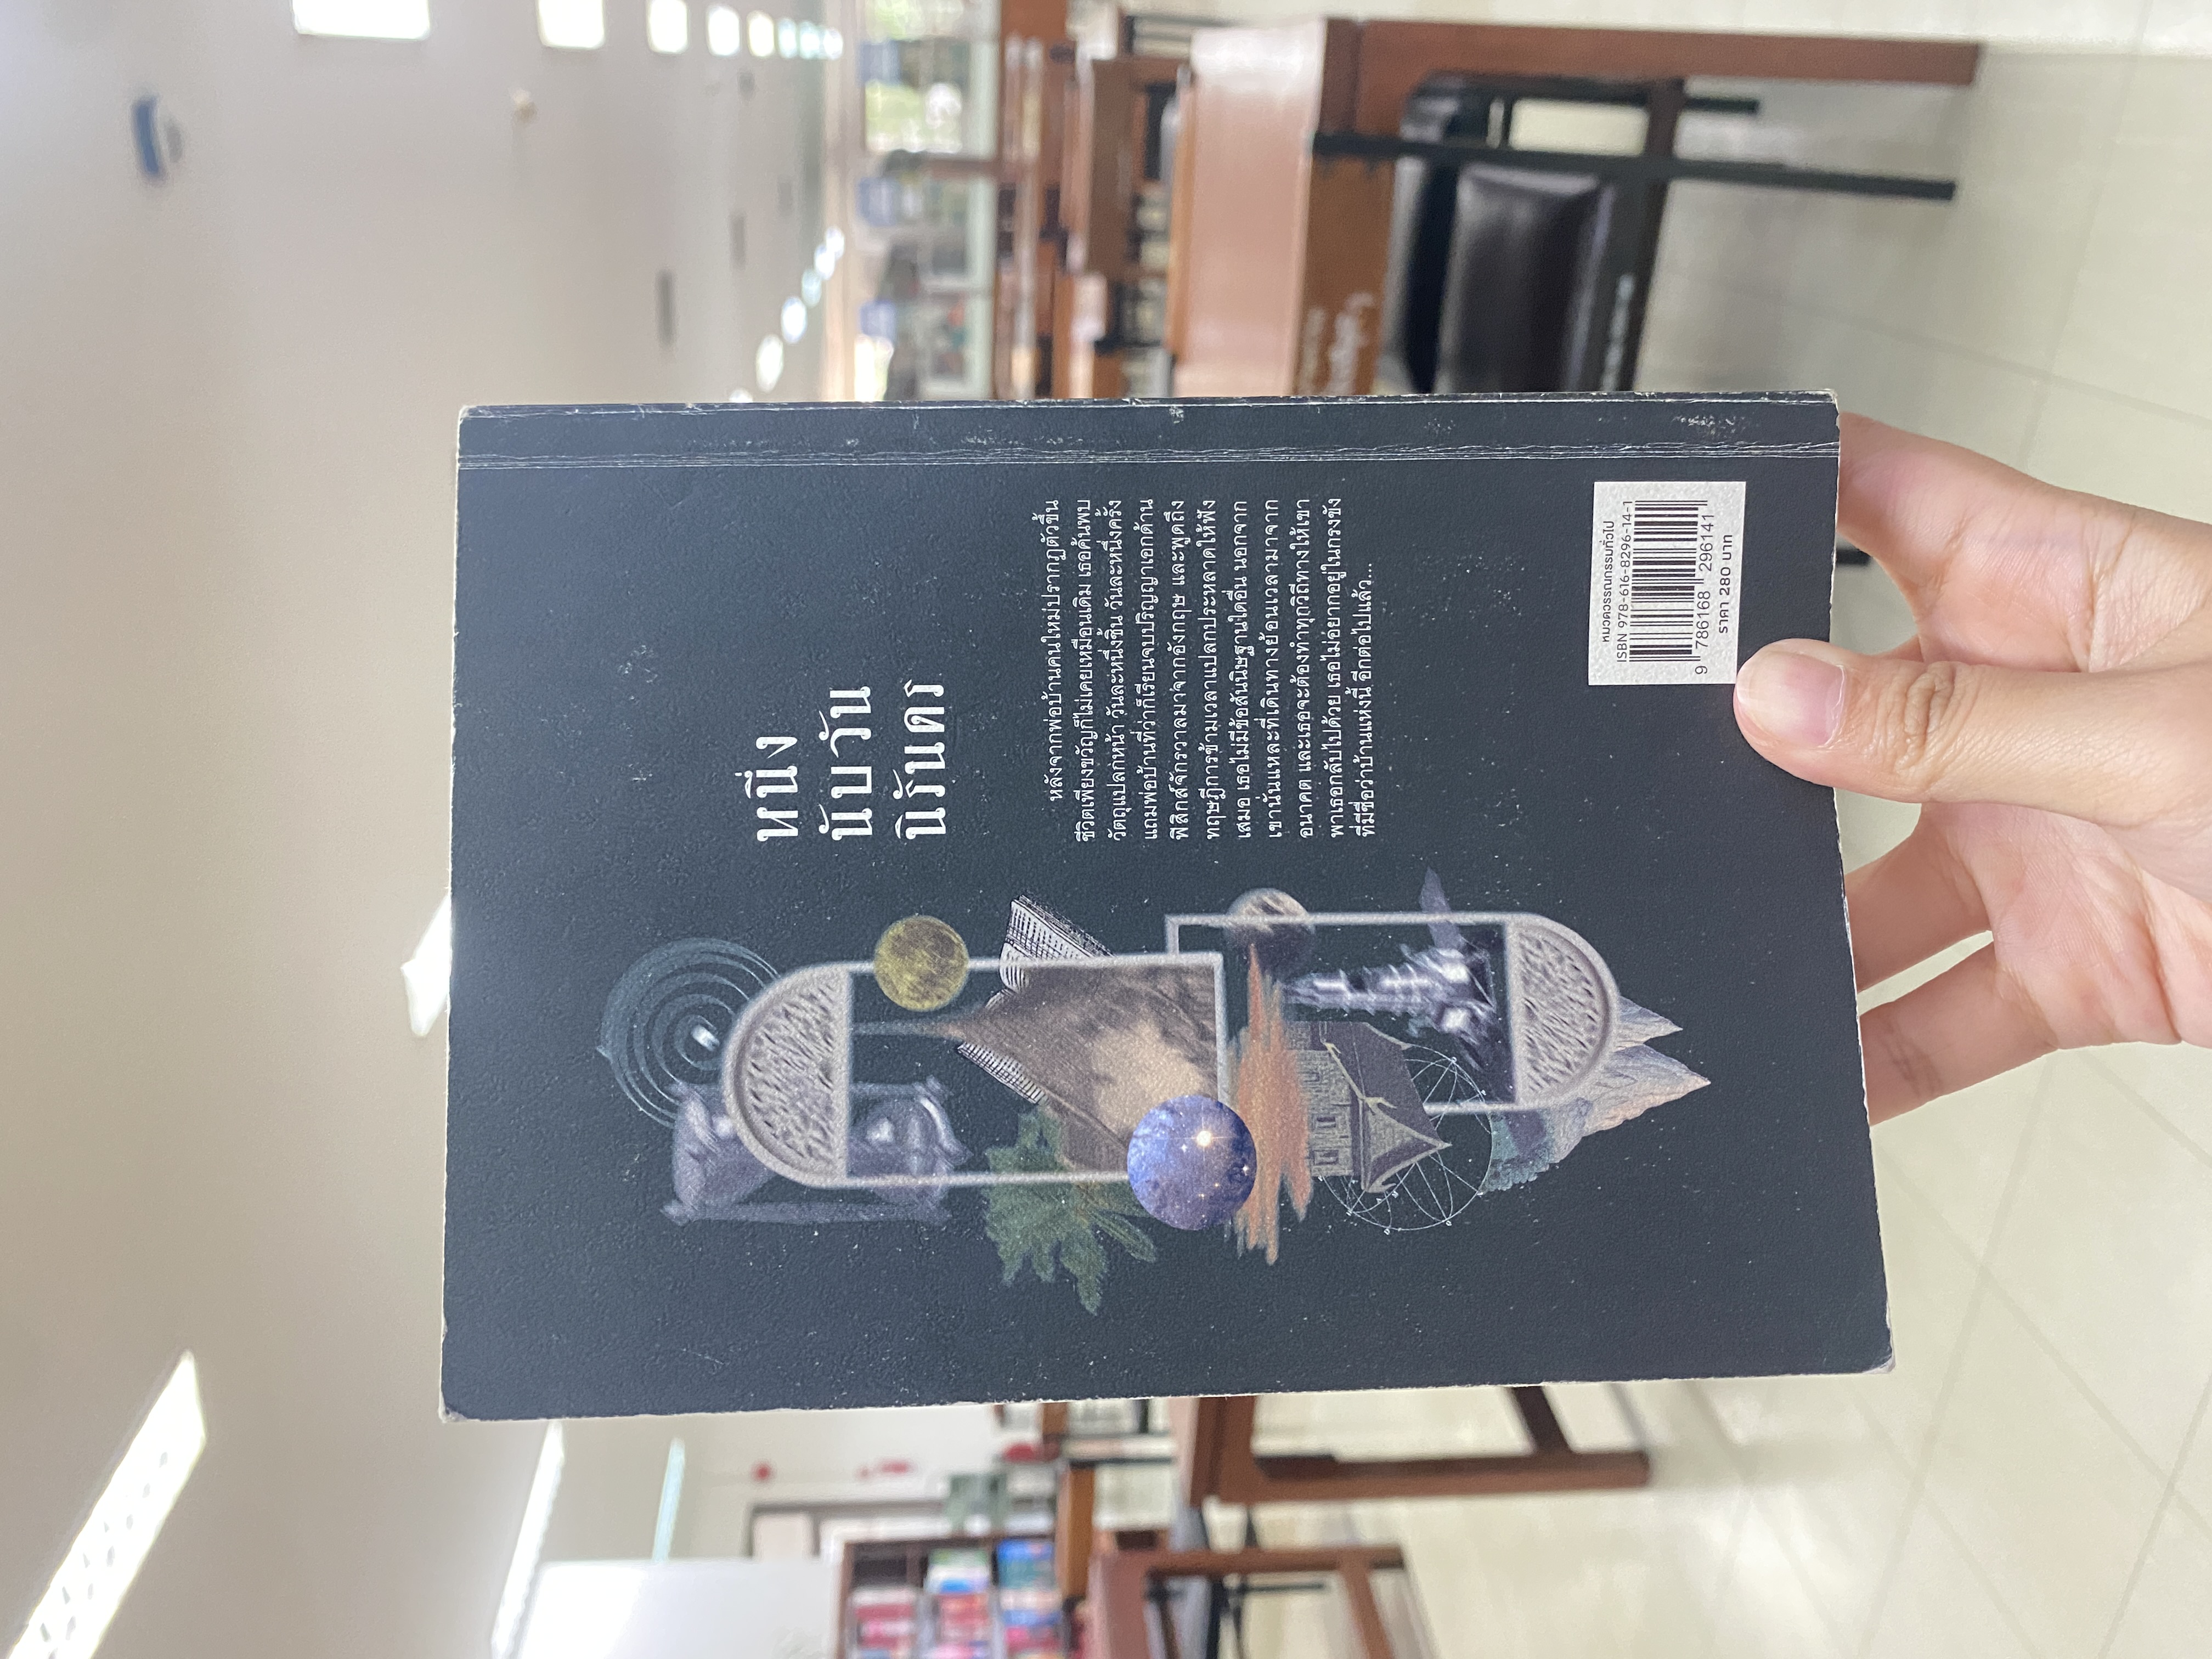 หนึ่ง
นับวัน
นิรันดร
หลังจากพ่อบ้านคนใหม่ปรากฏตัวขึ้น
ชีวิตเพียงขวัญก็ไม่เคยเหมือนเดิม เธอค้นพบ
วัตถุแปลกหน้า วันละหนึ่งชิ้น วันละหนึ่งครั้ง
แถมพ่อบ้านที่ว่าก็เรียนจบปริญญาเอกด้าน
ฟิสิกส์จักรวาลมาจากอังกฤษ และพูดถึง
ทฤษฎีการข้ามเวลาแปลกประหลาดให้ฟัง
เสมอ เธอไม่มีข้อสันนิษฐานใดอื่น นอกจาก
เขานั่นแหละที่เดินทางย้อนเวลามาจาก
อนาคต และเธอจะต้องทำทุกวิถีทางให้เขา
พาเธอกลับไปด้วย เธอไม่อยากอยู่ในกรงขัง
ที่มีชื่อว่าบ้านแห่งนี้ อีกต่อไปแล้ว...
หมวดวรรณกรรมทั่วไป
ISBN 978-616-8296-14-1
9 786168 296141
ราคา 280 บาท